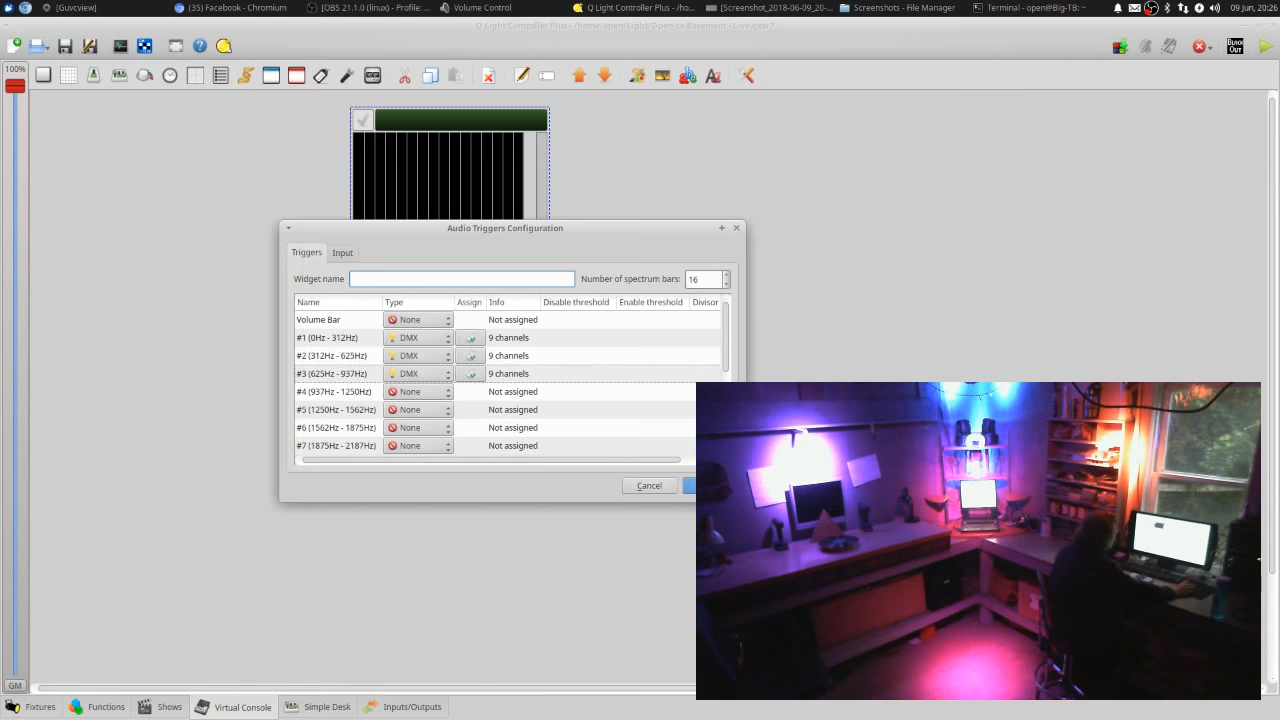 Guvcview
(35) Facebook - Chromium
[OBS 21.1.0 (linux) - Profile: ...
Volume Control
Q Light Controller Plus - /ho...
[Screenshot_2018-06-09_20-...
Screenshots - File Manager
Terminal - open@Big-TB: ~
09 Jun, 20:26
Q Light Controller Plus - /home/open/Light/Open-to-Basement - Live.qxw *
BLACK OUT
100%
Audio Triggers Configuration
Triggers Input
Widget name
Number of spectrum bars: 16
Name Type Assign Info Disable threshold Enable threshold Divisor
Volume Bar None Not assigned
#1 (0Hz - 312Hz) DMX 9 channels
#2 (312Hz - 625Hz) DMX 9 channels
#3 (625Hz - 937Hz) DMX 9 channels
#4 (937Hz - 1250Hz) None Not assigned
#5 (1250Hz - 1562Hz) None Not assigned
#6 (1562Hz - 1875Hz) None Not assigned
#7 (1875Hz - 2187Hz) None Not assigned
Cancel
GM
Fixtures Functions Shows Virtual Console Simple Desk Inputs/Outputs